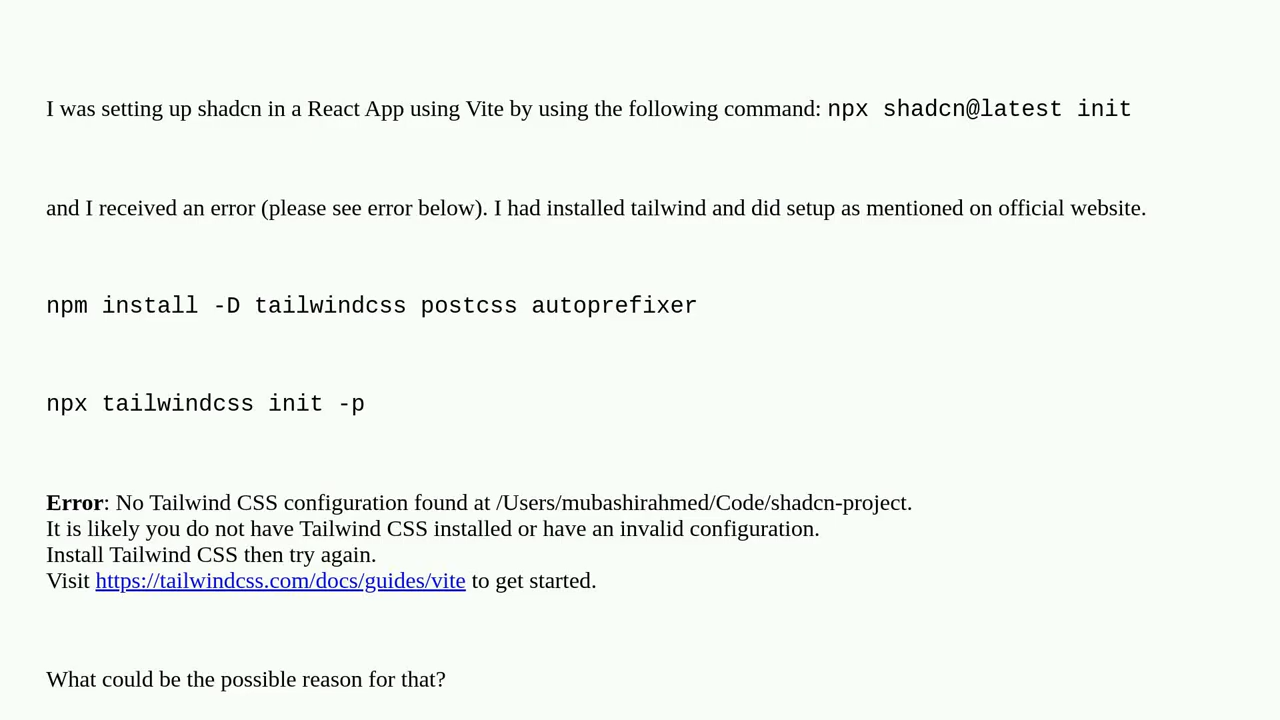 I was setting up shadcn in a React App using Vite by using the following command: npx shadcn@latest init
and I received an error (please see error below). I had installed tailwind and did setup as mentioned on official website.
npm install -D tailwindcss postcss autoprefixer
npx tailwindcss init -p
Error: No Tailwind CSS configuration found at /Users/mubashirahmed/Code/shadcn-project.
It is likely you do not have Tailwind CSS installed or have an invalid configuration.
Install Tailwind CSS then try again.
Visit https://tailwindcss.com/docs/guides/vite to get started.
What could be the possible reason for that?